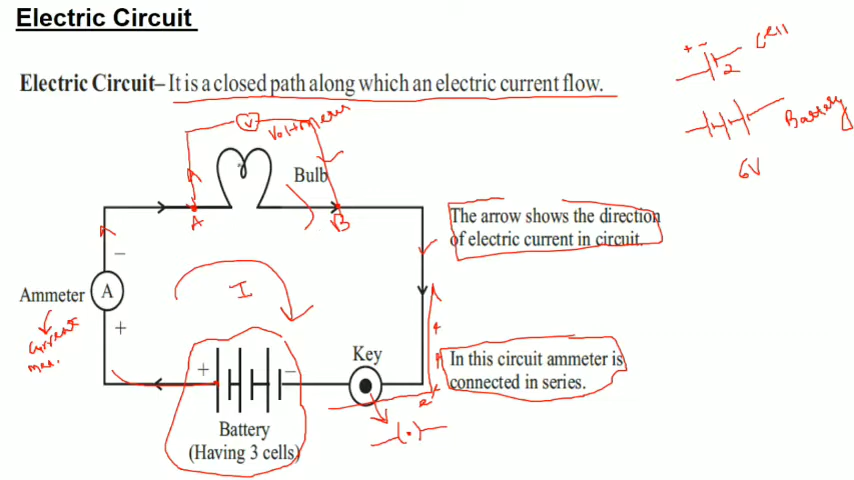 Electric Circuit
Electric Circuit– It is a closed path along which an electric current flow.
+ - Cell
2
Battery
6V
V
Voltmeter
Bulb
A
B
The arrow shows the direction
of electric current in circuit.
–
I
Ammeter A
+
Current
mea.
In this circuit ammeter is
connected in series.
Key
+ –
e-
(.)
Battery
(Having 3 cells)